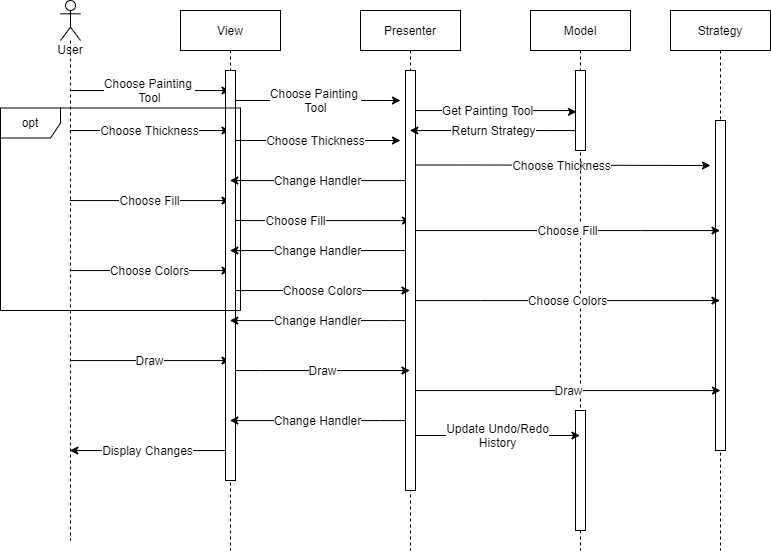 View
Presenter
Model
Strategy
User
Choose Painting
Tool
Choose Painting
Tool
Get Painting Tool
opt
Choose Thickness
Return Strategy
Choose Thickness
Choose Thickness
Change Handler
Choose Fill
Choose Fill
Choose Fill
Change Handler
Choose Colors
Choose Colors
Choose Colors
Change Handler
Draw
Draw
Draw
Change Handler
Update Undo/Redo
History
Display Changes